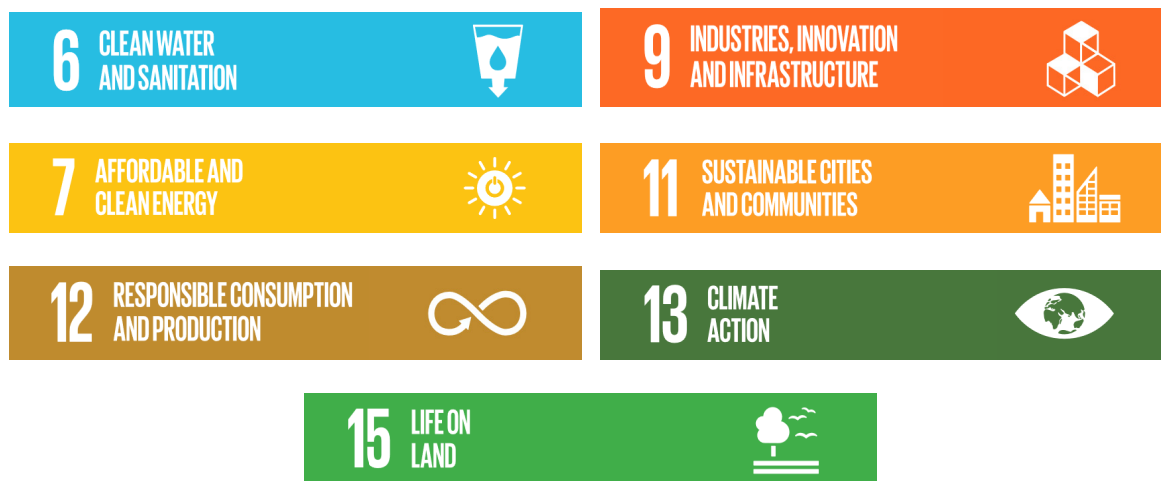 6 CLEAN WATER
AND SANITATION
9 INDUSTRIES, INNOVATION
AND INFRASTRUCTURE
7 AFFORDABLE AND
CLEAN ENERGY
11 SUSTAINABLE CITIES
AND COMMUNITIES
12 RESPONSIBLE CONSUMPTION
AND PRODUCTION
13 CLIMATE
ACTION
15 LIFE ON
LAND